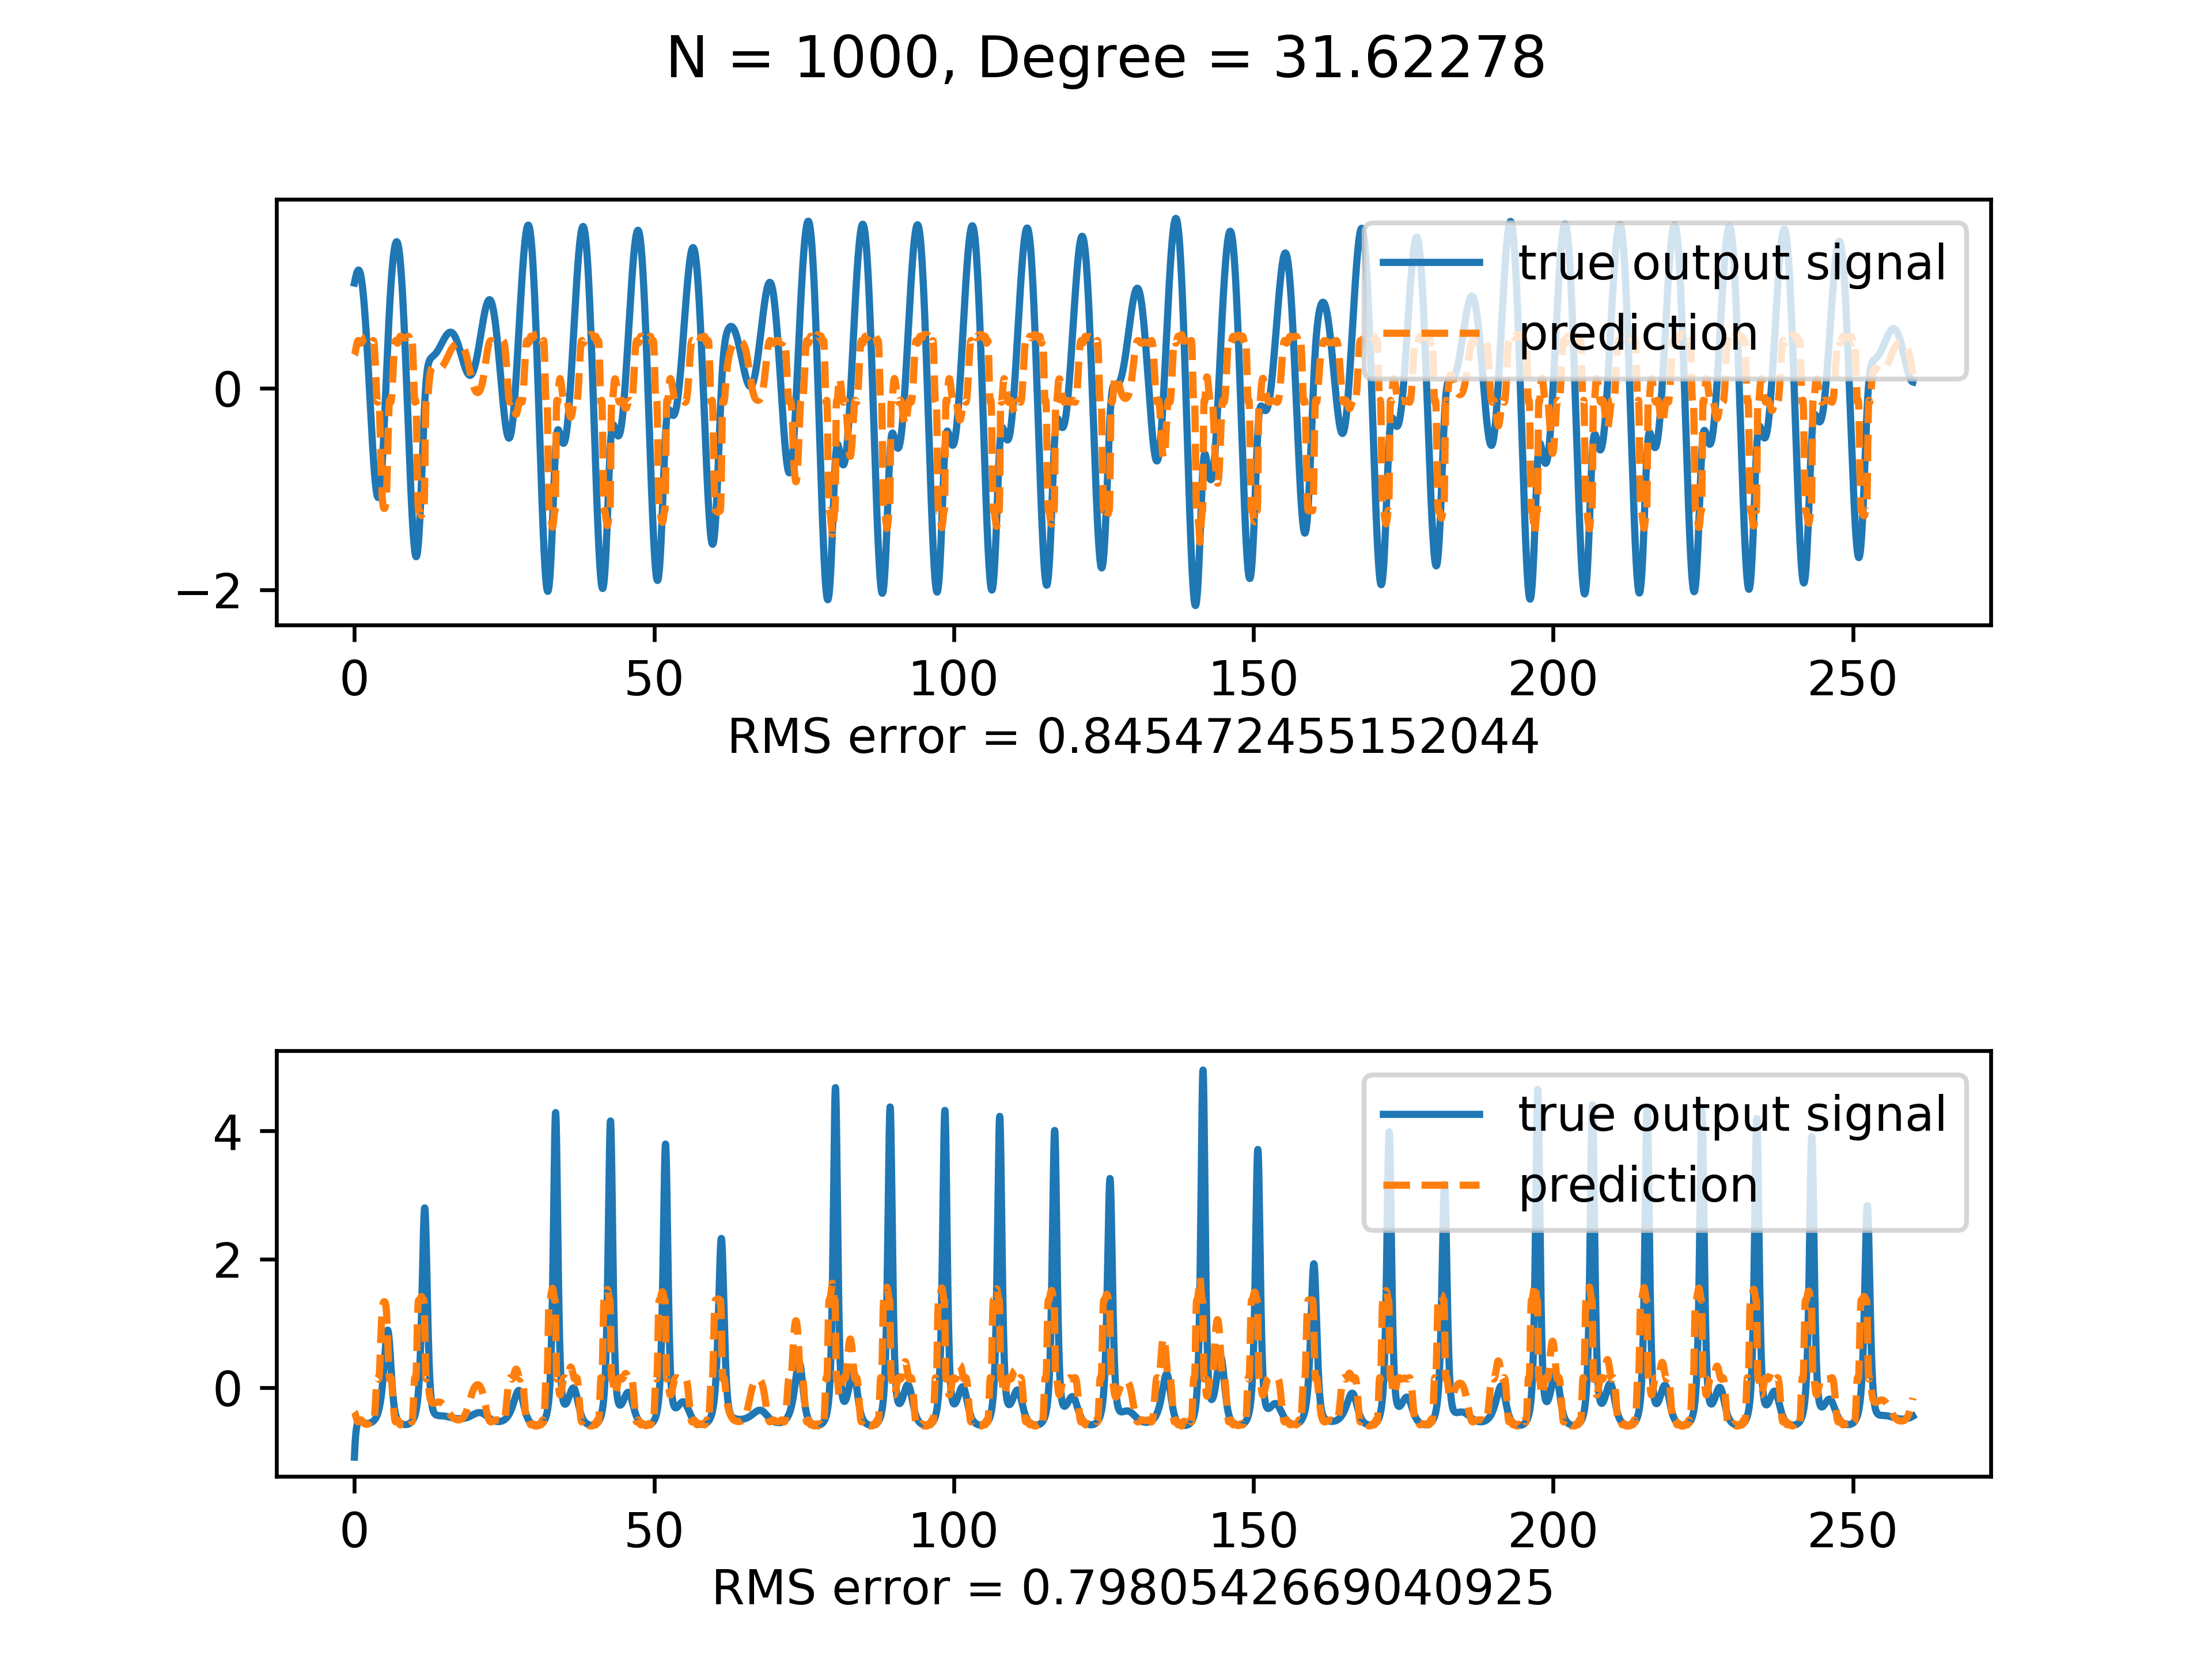 N = 1000, Degree = 31.62278
true output signal
prediction
0
−2
0 50 100 150 200 250
RMS error = 0.845472455152044
true output signal
prediction
4
2
0
0 50 100 150 200 250
RMS error = 0.7980542669040925